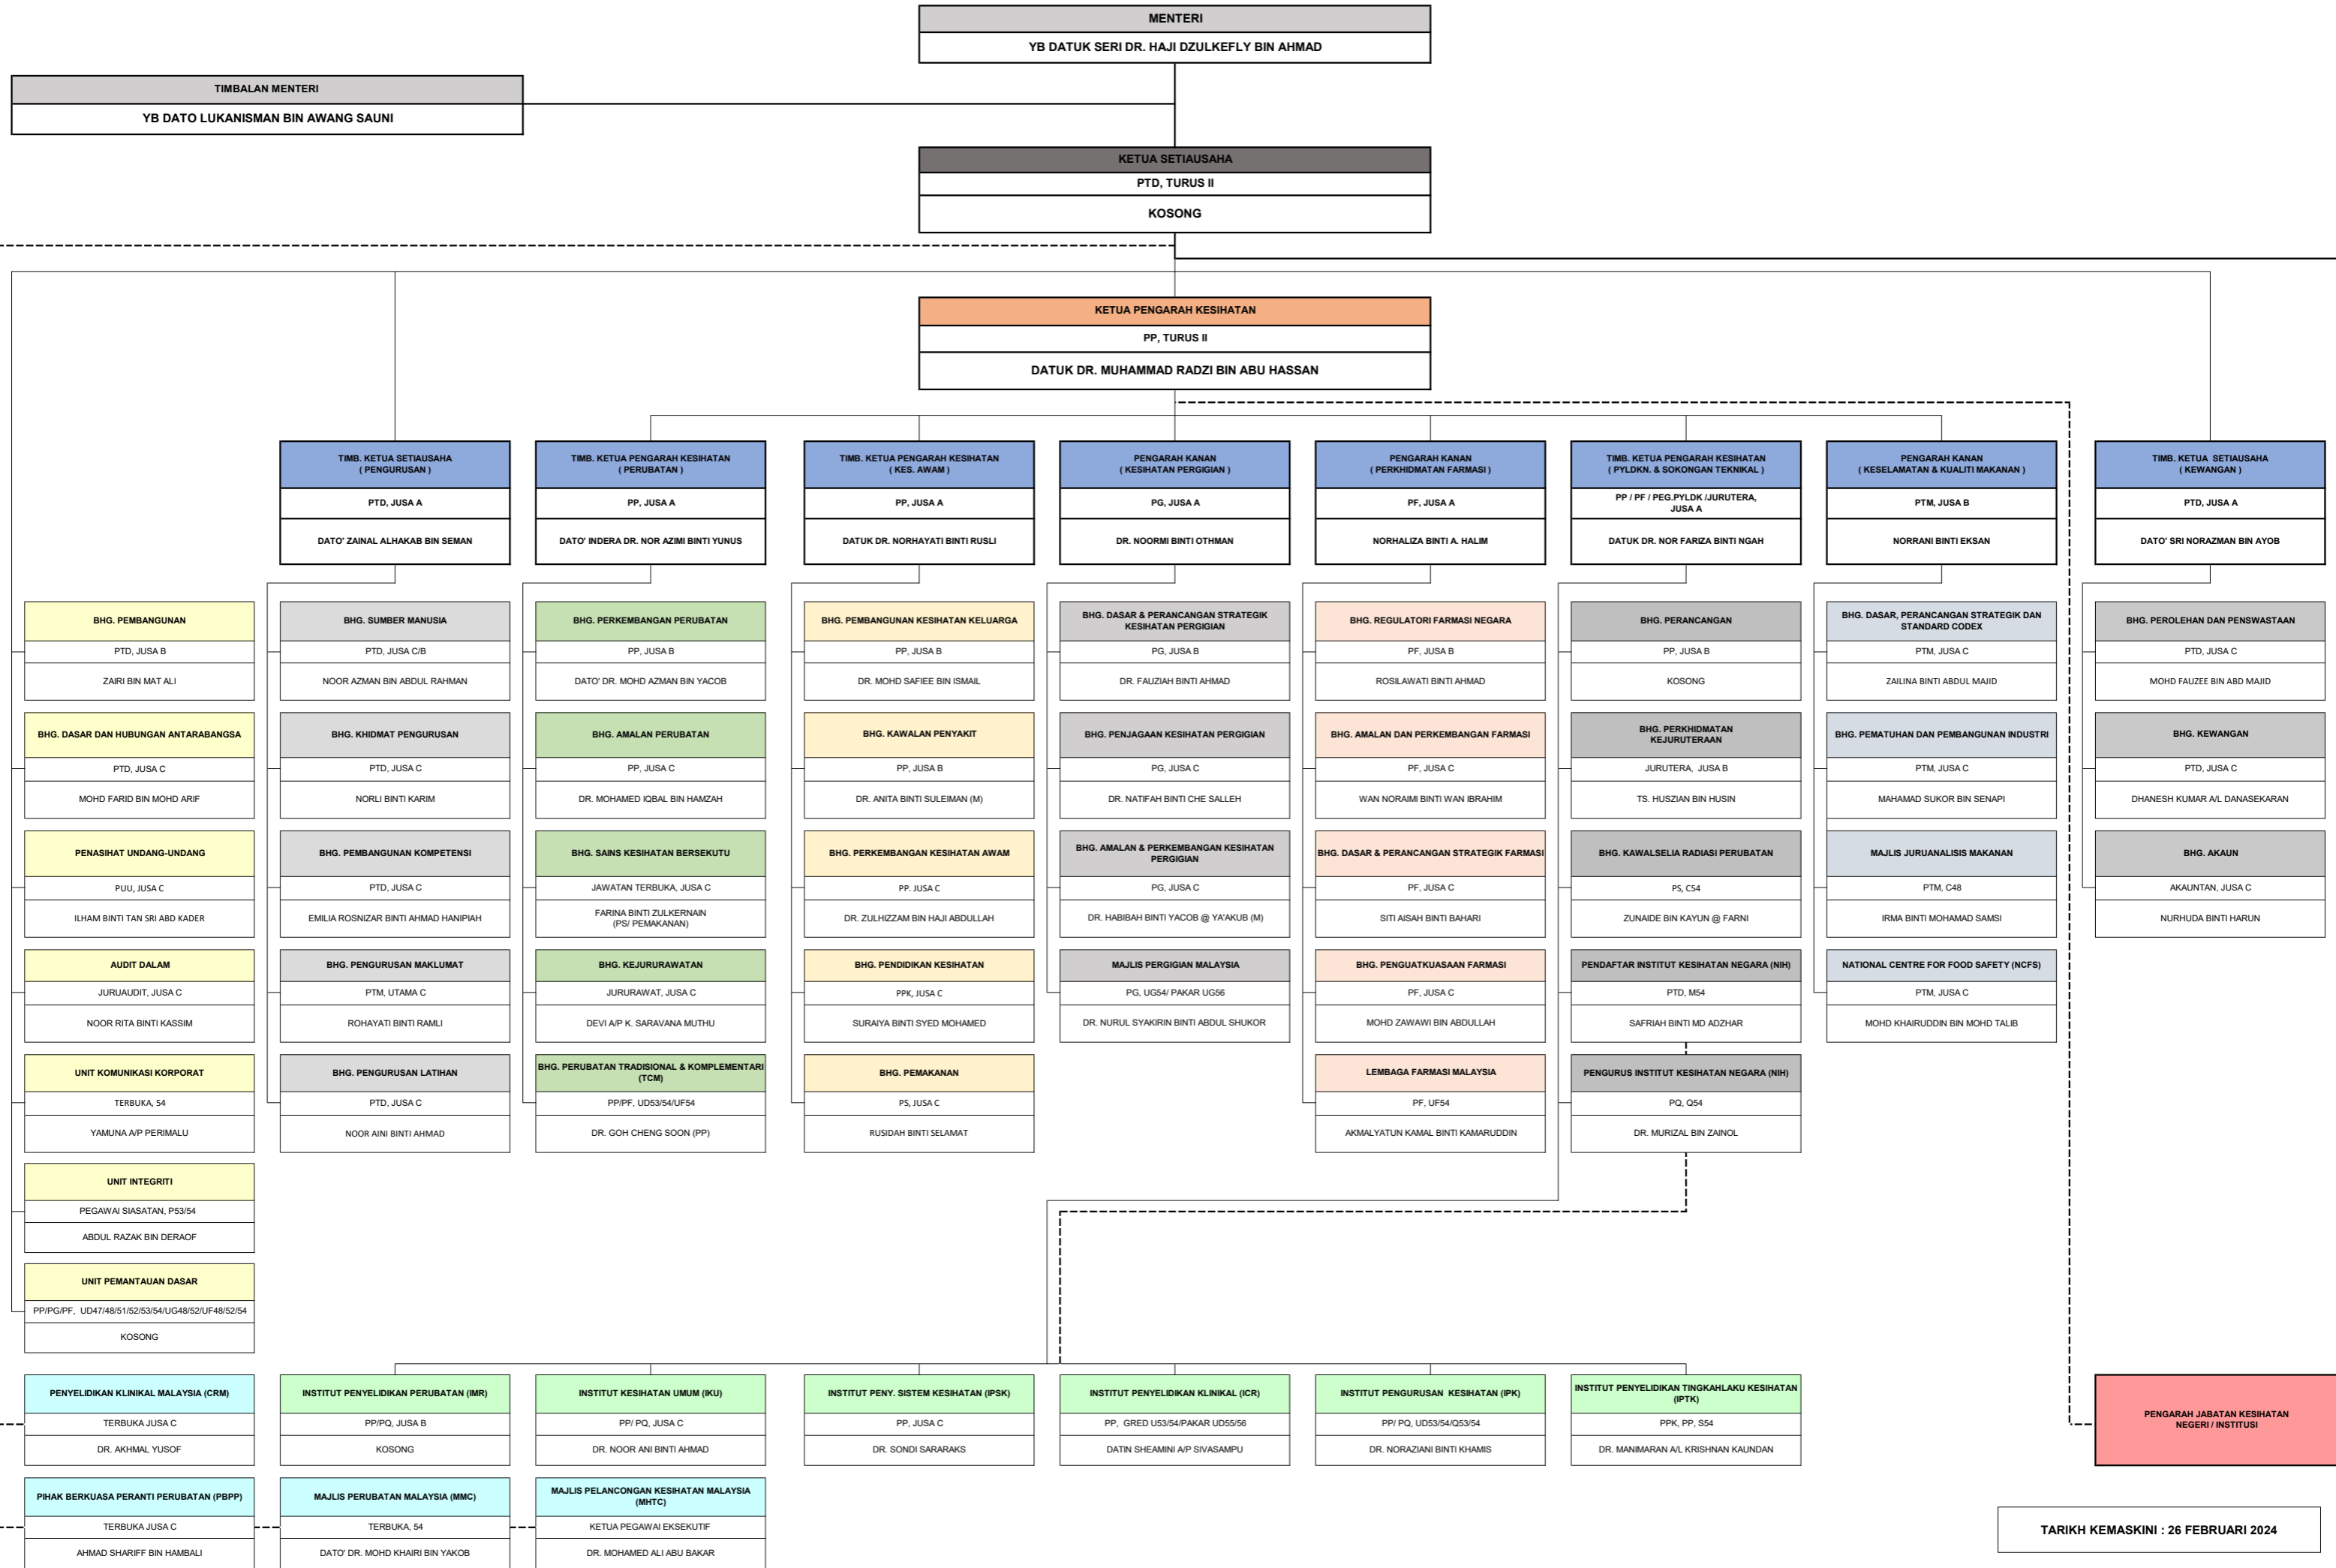 MENTERI
YB DATUK SERI DR. HAJI DZULKEFLY BIN AHMAD
TIMBALAN MENTERI
YB DATO LUKANISMAN BIN AWANG SAUNI
KETUA SETIAUSAHA
PTD, TURUS II
KOSONG
KETUA PENGARAH KESIHATAN
PP, TURUS II
DATUK DR. MUHAMMAD RADZI BIN ABU HASSAN
TIMB. KETUA SETIAUSAHA
( PENGURUSAN )
PTD, JUSA A
DATO' ZAINAL ALHAKAB BIN SEMAN
TIMB. KETUA PENGARAH KESIHATAN
( PERUBATAN )
PP, JUSA A
DATO' INDERA DR. NOR AZIMI BINTI YUNUS
TIMB. KETUA PENGARAH KESIHATAN
( KES. AWAM )
PP, JUSA A
DATUK DR. NORHAYATI BINTI RUSLI
PENGARAH KANAN
( KESIHATAN PERGIGIAN )
PG, JUSA A
DR. NOORMI BINTI OTHMAN
PENGARAH KANAN
( PERKHIDMATAN FARMASI )
PF, JUSA A
NORHALIZA BINTI A. HALIM
TIMB. KETUA PENGARAH KESIHATAN
( PYLDKN. & SOKONGAN TEKNIKAL )
PP / PF / PEG.PYLDK /JURUTERA,
JUSA A
DATUK DR. NOR FARIZA BINTI NGAH
PENGARAH KANAN
( KESELAMATAN & KUALITI MAKANAN )
PTM, JUSA B
NORRANI BINTI EKSAN
TIMB. KETUA  SETIAUSAHA
( KEWANGAN )
PTD, JUSA A
DATO' SRI NORAZMAN BIN AYOB
BHG. PEMBANGUNAN
PTD, JUSA B
ZAIRI BIN MAT ALI
BHG. DASAR DAN HUBUNGAN ANTARABANGSA
PTD, JUSA C
MOHD FARID BIN MOHD ARIF
PENASIHAT UNDANG-UNDANG
PUU, JUSA C
ILHAM BINTI TAN SRI ABD KADER
AUDIT DALAM
JURUAUDIT, JUSA C
NOOR RITA BINTI KASSIM
UNIT KOMUNIKASI KORPORAT
TERBUKA, 54
YAMUNA A/P PERIMALU
UNIT INTEGRITI
PEGAWAI SIASATAN, P53/54
ABDUL RAZAK BIN DERAOF
UNIT PEMANTAUAN DASAR
PP/PG/PF,  UD47/48/51/52/53/54/UG48/52/UF48/52/54
KOSONG
BHG. SUMBER MANUSIA
PTD, JUSA C/B
NOOR AZMAN BIN ABDUL RAHMAN
BHG. KHIDMAT PENGURUSAN
PTD, JUSA C
NORLI BINTI KARIM
BHG. PEMBANGUNAN KOMPETENSI
PTD, JUSA C
EMILIA ROSNIZAR BINTI AHMAD HANIPIAH
BHG. PENGURUSAN MAKLUMAT
PTM, UTAMA C
ROHAYATI BINTI RAMLI
BHG. PENGURUSAN LATIHAN
PTD, JUSA C
NOOR AINI BINTI AHMAD
BHG. PERKEMBANGAN PERUBATAN
PP, JUSA B
DATO' DR. MOHD AZMAN BIN YACOB
BHG. AMALAN PERUBATAN
PP, JUSA C
DR. MOHAMED IQBAL BIN HAMZAH
BHG. SAINS KESIHATAN BERSEKUTU
JAWATAN TERBUKA, JUSA C
FARINA BINTI ZULKERNAIN
(PS/ PEMAKANAN)
BHG. KEJURURAWATAN
JURURAWAT, JUSA C
DEVI A/P K. SARAVANA MUTHU
BHG. PERUBATAN TRADISIONAL & KOMPLEMENTARI
(TCM)
PP/PF, UD53/54/UF54
DR. GOH CHENG SOON (PP)
BHG. PEMBANGUNAN KESIHATAN KELUARGA
PP, JUSA B
DR. MOHD SAFIEE BIN ISMAIL
BHG. KAWALAN PENYAKIT
PP, JUSA B
DR. ANITA BINTI SULEIMAN (M)
BHG. PERKEMBANGAN KESIHATAN AWAM
PP. JUSA C
DR. ZULHIZZAM BIN HAJI ABDULLAH
BHG. PENDIDIKAN KESIHATAN
PPK, JUSA C
SURAIYA BINTI SYED MOHAMED
BHG. PEMAKANAN
PS, JUSA C
RUSIDAH BINTI SELAMAT
BHG. DASAR & PERANCANGAN STRATEGIK
KESIHATAN PERGIGIAN
PG, JUSA B
DR. FAUZIAH BINTI AHMAD
BHG. PENJAGAAN KESIHATAN PERGIGIAN
PG, JUSA C
DR. NATIFAH BINTI CHE SALLEH
BHG. AMALAN & PERKEMBANGAN KESIHATAN
PERGIGIAN
PG, JUSA C
DR. HABIBAH BINTI YACOB @ YA'AKUB (M)
MAJLIS PERGIGIAN MALAYSIA
PG, UG54/ PAKAR UG56
DR. NURUL SYAKIRIN BINTI ABDUL SHUKOR
BHG. REGULATORI FARMASI NEGARA
PF, JUSA B
ROSILAWATI BINTI AHMAD
BHG. AMALAN DAN PERKEMBANGAN FARMASI
PF, JUSA C
WAN NORAIMI BINTI WAN IBRAHIM
BHG. DASAR & PERANCANGAN STRATEGIK FARMASI
PF, JUSA C
SITI AISAH BINTI BAHARI
BHG. PENGUATKUASAAN FARMASI
PF, JUSA C
MOHD ZAWAWI BIN ABDULLAH
LEMBAGA FARMASI MALAYSIA
PF, UF54
AKMALYATUN KAMAL BINTI KAMARUDDIN
BHG. PERANCANGAN
PP, JUSA B
KOSONG
BHG. PERKHIDMATAN
KEJURUTERAAN
JURUTERA,  JUSA B
TS. HUSZIAN BIN HUSIN
BHG. KAWALSELIA RADIASI PERUBATAN
PS, C54
ZUNAIDE BIN KAYUN @ FARNI
PENDAFTAR INSTITUT KESIHATAN NEGARA (NIH)
PTD, M54
SAFRIAH BINTI MD ADZHAR
PENGURUS INSTITUT KESIHATAN NEGARA (NIH)
PQ, Q54
DR. MURIZAL BIN ZAINOL
BHG. DASAR, PERANCANGAN STRATEGIK DAN
STANDARD CODEX
PTM, JUSA C
ZAILINA BINTI ABDUL MAJID
BHG. PEMATUHAN DAN PEMBANGUNAN INDUSTRI
PTM, JUSA C
MAHAMAD SUKOR BIN SENAPI
MAJLIS JURUANALISIS MAKANAN
PTM, C48
IRMA BINTI MOHAMAD SAMSI
NATIONAL CENTRE FOR FOOD SAFETY (NCFS)
PTM, JUSA C
MOHD KHAIRUDDIN BIN MOHD TALIB
BHG. PEROLEHAN DAN PENSWASTAAN
PTD, JUSA C
MOHD FAUZEE BIN ABD MAJID
BHG. KEWANGAN
PTD, JUSA C
DHANESH KUMAR A/L DANASEKARAN
BHG. AKAUN
AKAUNTAN, JUSA C
NURHUDA BINTI HARUN
PENYELIDIKAN KLINIKAL MALAYSIA (CRM)
TERBUKA JUSA C
DR. AKHMAL YUSOF
INSTITUT PENYELIDIKAN PERUBATAN (IMR)
PP/PQ, JUSA B
KOSONG
INSTITUT KESIHATAN UMUM (IKU)
PP/ PQ, JUSA C
DR. NOOR ANI BINTI AHMAD
INSTITUT PENY. SISTEM KESIHATAN (IPSK)
PP, JUSA C
DR. SONDI SARARAKS
INSTITUT PENYELIDIKAN KLINIKAL (ICR)
PP,  GRED U53/54/PAKAR UD55/56
DATIN SHEAMINI A/P SIVASAMPU
INSTITUT PENGURUSAN  KESIHATAN (IPK)
PP/ PQ, UD53/54/Q53/54
DR. NORAZIANI BINTI KHAMIS
INSTITUT PENYELIDIKAN TINGKAHLAKU KESIHATAN
(IPTK)
PPK, PP, S54
DR. MANIMARAN A/L KRISHNAN KAUNDAN
PENGARAH JABATAN KESIHATAN
NEGERI / INSTITUSI
PIHAK BERKUASA PERANTI PERUBATAN (PBPP)
TERBUKA JUSA C
AHMAD SHARIFF BIN HAMBALI
MAJLIS PERUBATAN MALAYSIA (MMC)
TERBUKA, 54
DATO' DR. MOHD KHAIRI BIN YAKOB
MAJLIS PELANCONGAN KESIHATAN MALAYSIA
(MHTC)
KETUA PEGAWAI EKSEKUTIF
DR. MOHAMED ALI ABU BAKAR
TARIKH KEMASKINI : 26 FEBRUARI 2024